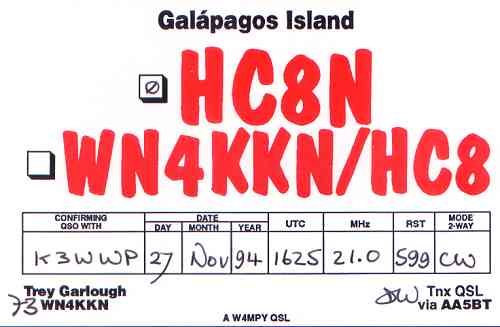 Galápagos Island
HC8N
WN4KKN/HC8
CONFIRMING QSO WITH DATE DAY MONTH YEAR UTC MHz RST MODE 2-WAY
K3WWP 27 Nov 94 1625 21.0 599 CW
Trey Garlough Tnx QSL
73 WN4KKN via AA5BT
A W4MPY QSL